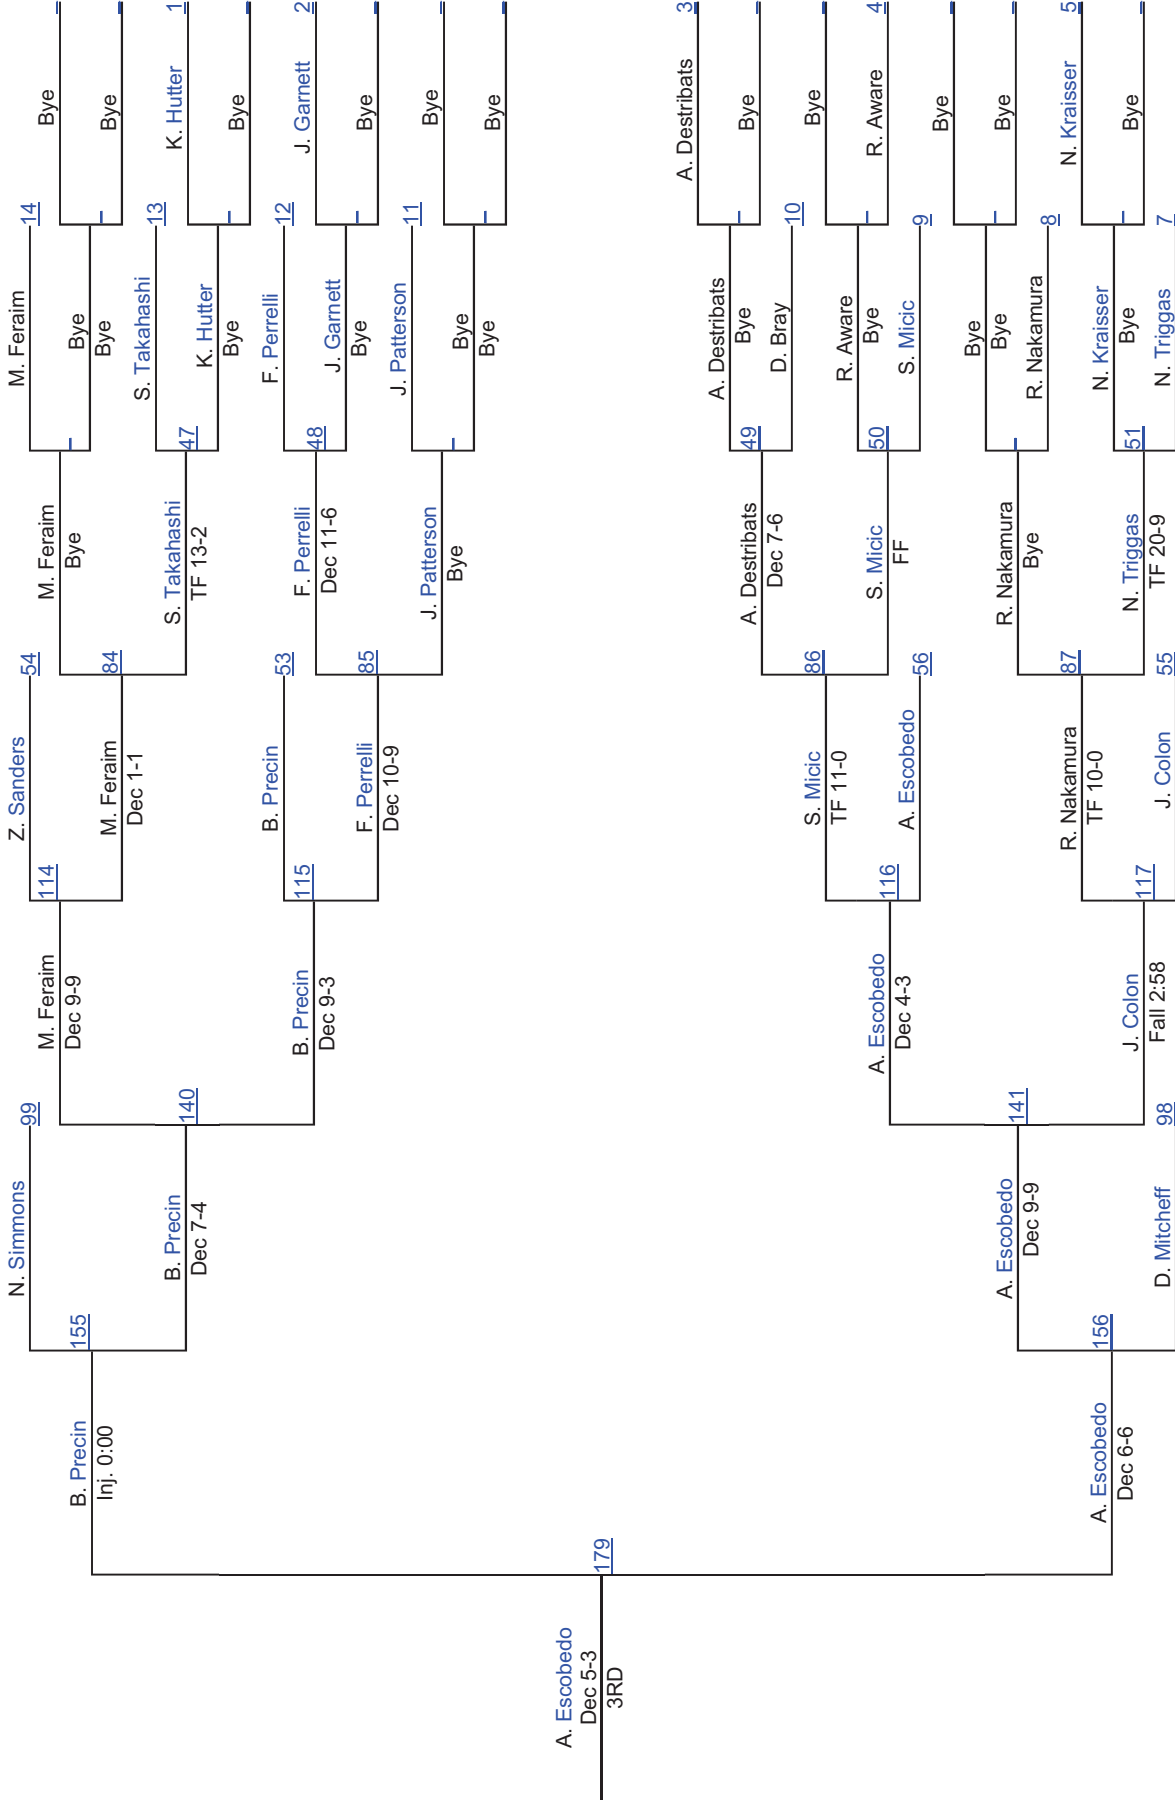 Bye
Bye
1
K. Hutter
Bye
2
J. Garnett
Bye
Bye
Bye
3
A. Destribats
Bye
Bye
4
R. Aware
Bye
Bye
5
N. Kraisser
Bye
14
M. Feraim
Bye
Bye
13
S. Takahashi
K. Hutter
Bye
12
F. Perrelli
J. Garnett
Bye
11
J. Patterson
Bye
Bye
A. Destribats
Bye
10
D. Bray
R. Aware
Bye
9
S. Micic
Bye
Bye
8
R. Nakamura
N. Kraisser
Bye
7
N. Triggas
M. Feraim
Bye
47
S. Takahashi
TF 13-2
48
F. Perrelli
Dec 11-6
J. Patterson
Bye
49
A. Destribats
Dec 7-6
50
S. Micic
FF
R. Nakamura
Bye
51
N. Triggas
TF 20-9
54
Z. Sanders
84
M. Feraim
Dec 1-1
53
B. Precin
85
F. Perrelli
Dec 10-9
86
S. Micic
TF 11-0
56
A. Escobedo
87
R. Nakamura
TF 10-0
55
J. Colon
114
M. Feraim
Dec 9-9
115
B. Precin
Dec 9-3
116
A. Escobedo
Dec 4-3
117
J. Colon
Fall 2:58
99
N. Simmons
140
B. Precin
Dec 7-4
141
A. Escobedo
Dec 9-9
98
D. Mitcheff
155
B. Precin
Inj. 0:00
156
A. Escobedo
Dec 6-6
179
A. Escobedo
Dec 5-3
3RD